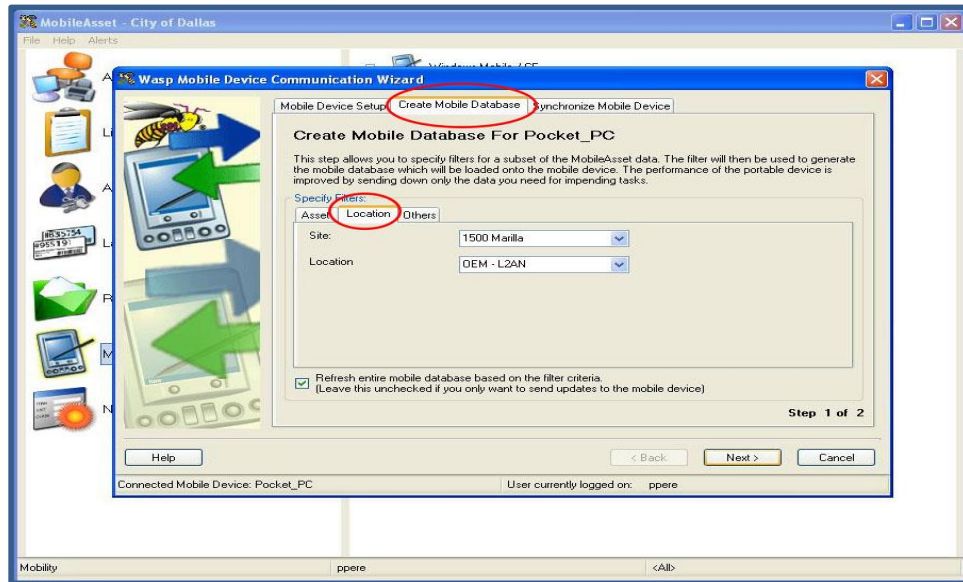 MobileAsset - City of Dallas
File Help Alerts
Wasp Mobile Device Communication Wizard
Mobile Device Setup
Create Mobile Database
Synchronize Mobile Device
Create Mobile Database For Pocket_PC
This step allows you to specify filters for a subset of the MobileAsset data. The filter will then be used to generate
the mobile database which will be loaded onto the mobile device. The performance of the portable device is
improved by sending down only the data you need for impending tasks.
Specify Filters:
Asset
Location
Others
Site:
1500 Marilla
Location
OEM - L2AN
Refresh entire mobile database based on the filter criteria.
(Leave this unchecked if you only want to send updates to the mobile device)
Step 1 of 2
Help
< Back
Next >
Cancel
Connected Mobile Device: Pocket_PC
User currently logged on: ppere
Mobility
ppere
<All>